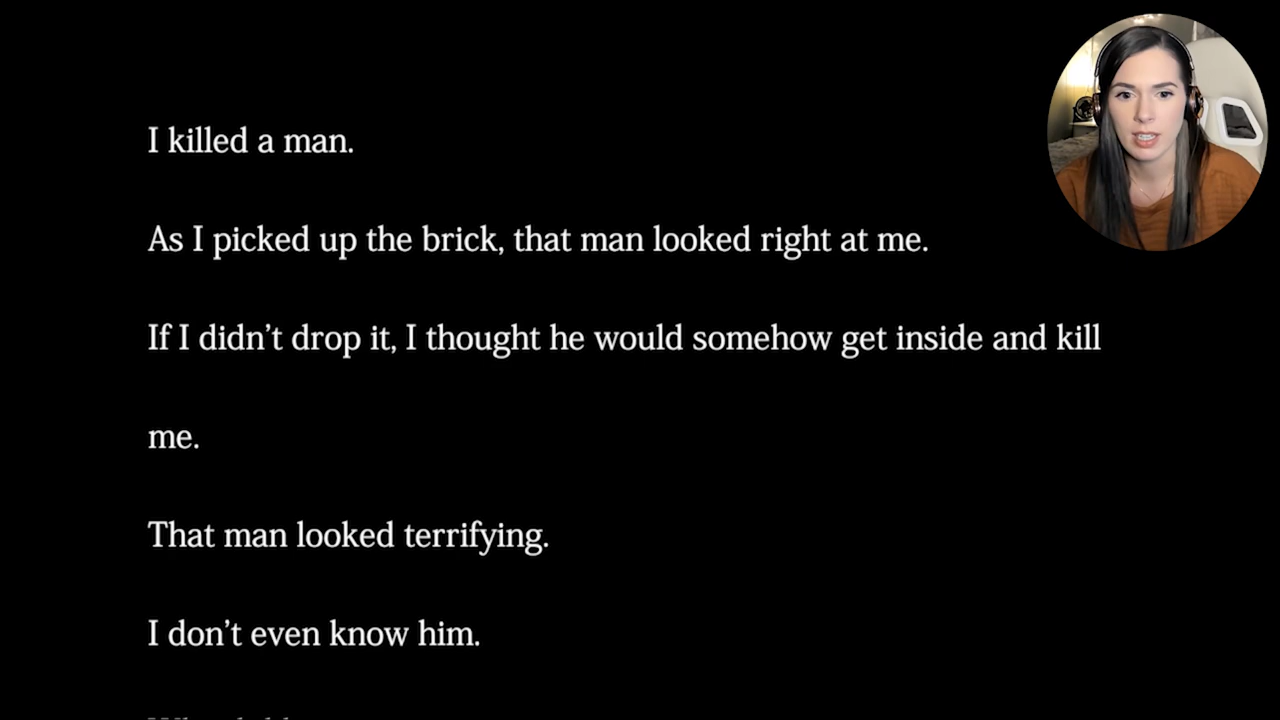 I killed a man.
As I picked up the brick, that man looked right at me.
If I didn’t drop it, I thought he would somehow get inside and kill
me.
That man looked terrifying.
I don’t even know him.